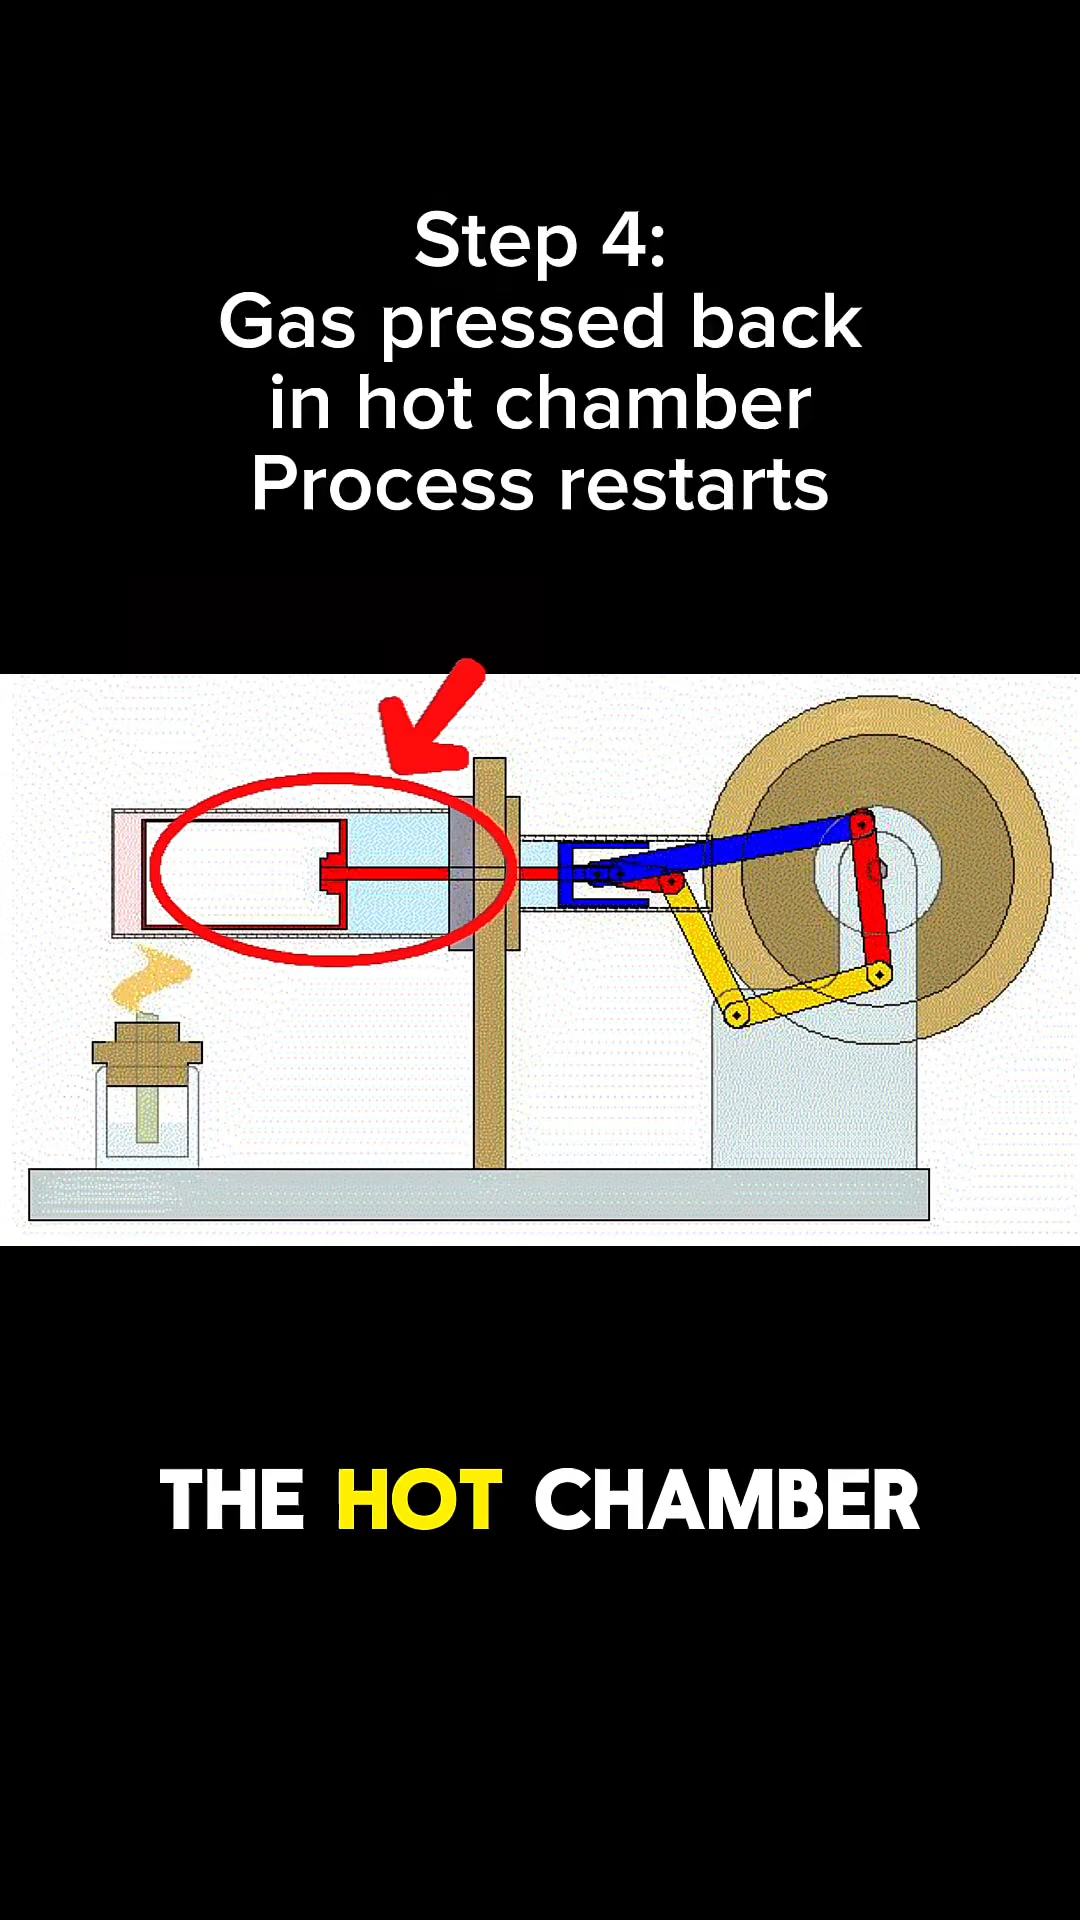 Step 4:
Gas pressed back
in hot chamber
Process restarts
THE HOT CHAMBER